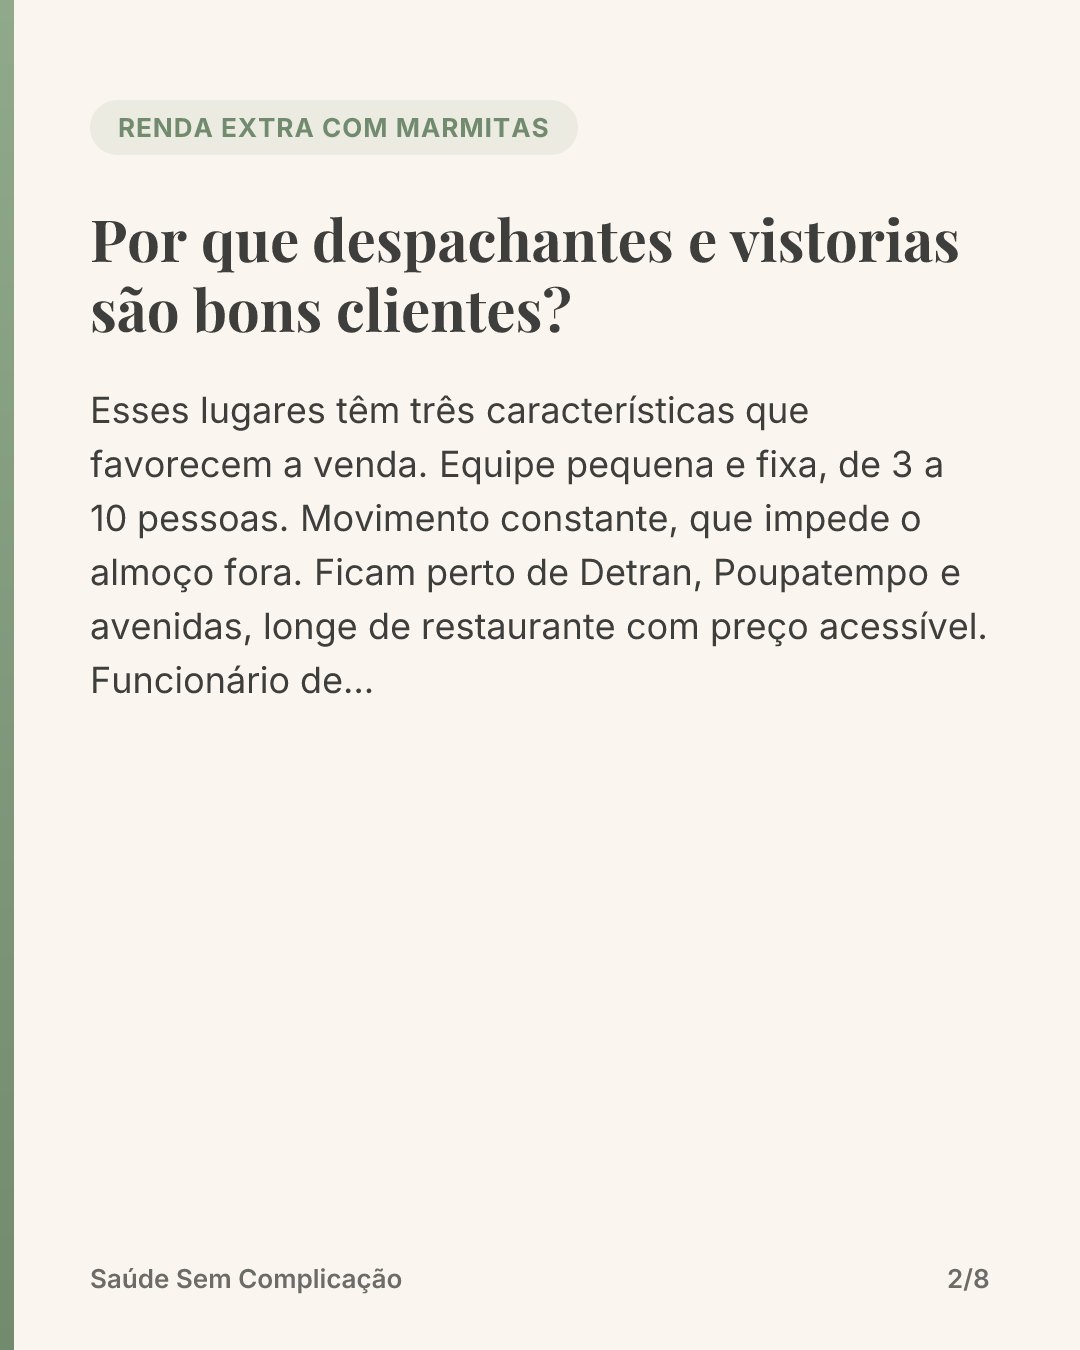 RENDA EXTRA COM MARMITAS
Por que despachantes e vistorias
são bons clientes?
Esses lugares têm três características que
favorecem a venda. Equipe pequena e fixa, de 3 a
10 pessoas. Movimento constante, que impede o
almoço fora. Ficam perto de Detran, Poupatempo e
avenidas, longe de restaurante com preço acessível.
Funcionário de...
Saúde Sem Complicação
2/8